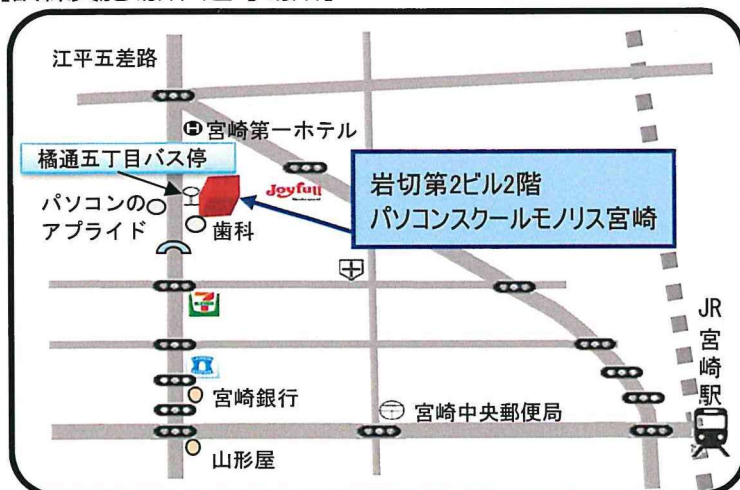 江平五差路
宮崎第一ホテル
橘通五丁目バス停
Joyfull
岩切第2ビル2階
パソコンスクールモノリス宮崎
パソコンの
アプライド
歯科
JR
宮
崎
駅
宮崎銀行
宮崎中央郵便局
山形屋